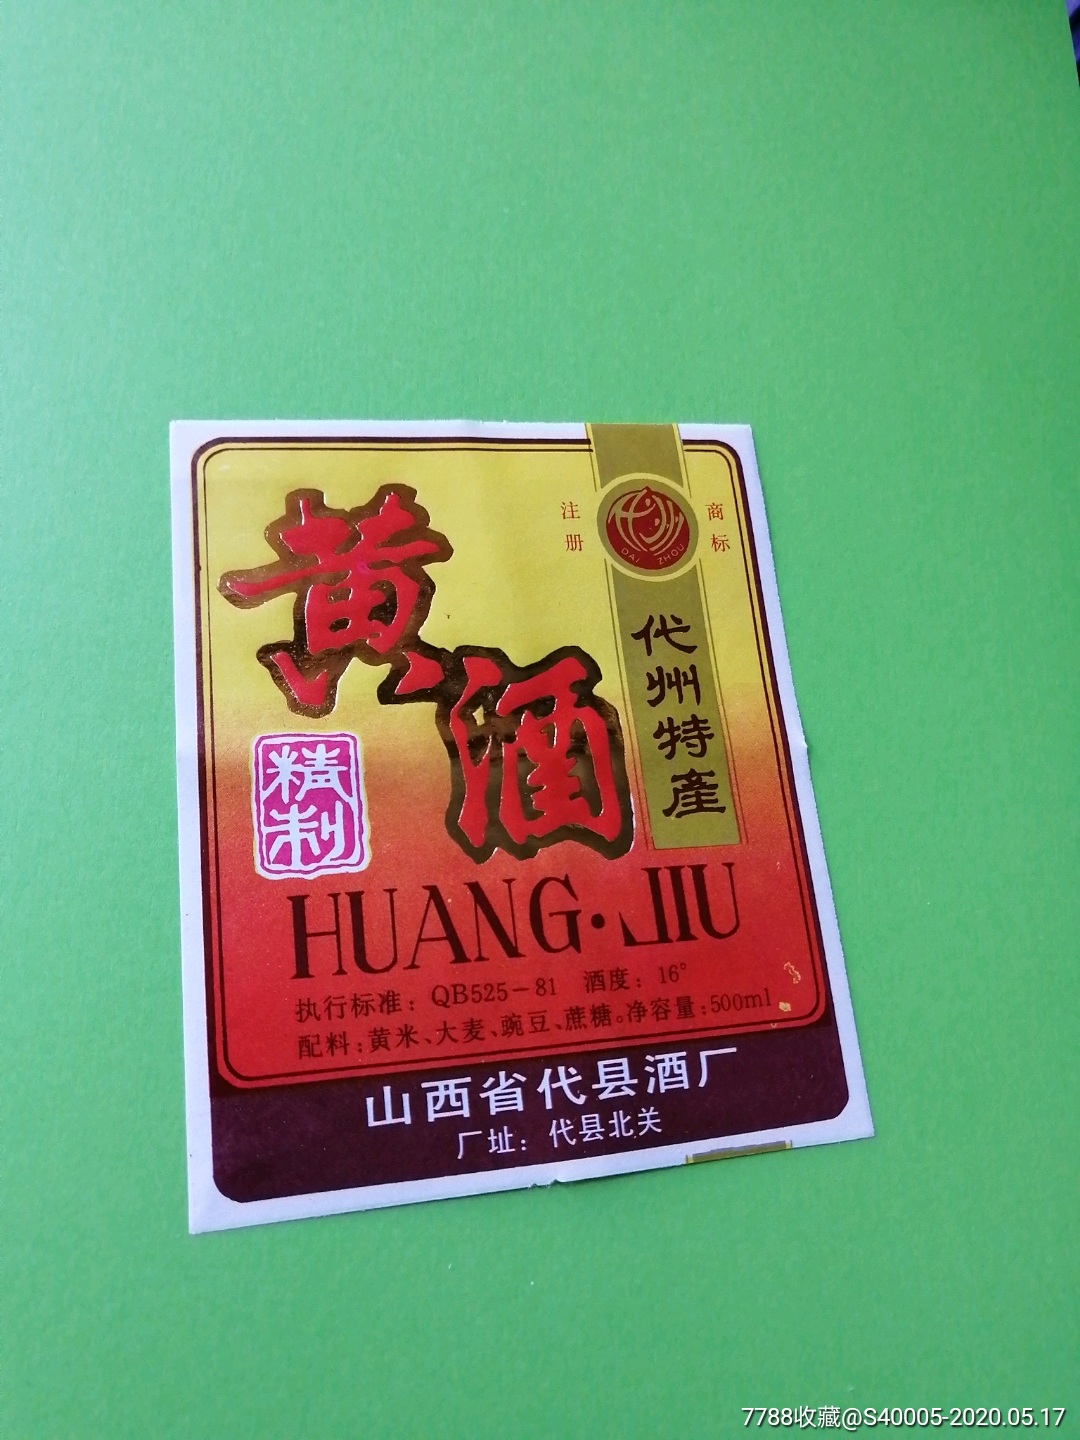 黄酒
注册
商标
DAI ZHOU
代州特産
精制
HUANG·JIU
执行标准：QB525－81 酒度：16°
配料：黄米、大麦、豌豆、蔗糖。净容量：500ml
山西省代县酒厂
厂址：代县北关
7788收藏@S40005-2020.05.17